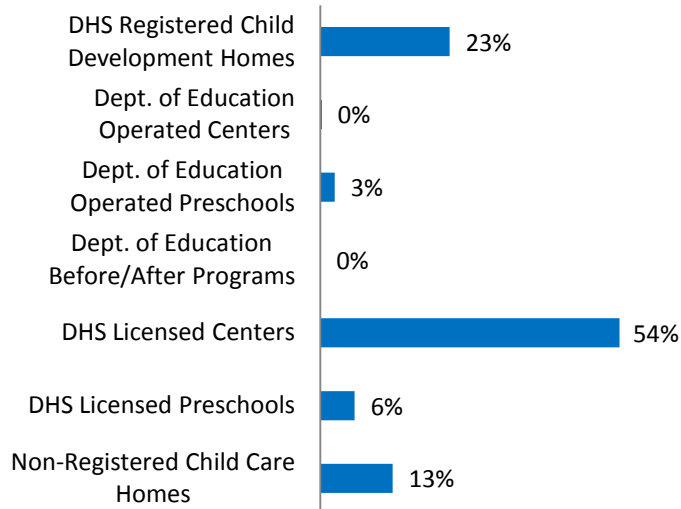 DHS Registered Child
Development Homes
23%
Dept. of Education
Operated Centers
0%
Dept. of Education
Operated Preschools
3%
Dept. of Education
Before/After Programs
0%
DHS Licensed Centers
54%
DHS Licensed Preschools
6%
Non-Registered Child Care
Homes
13%